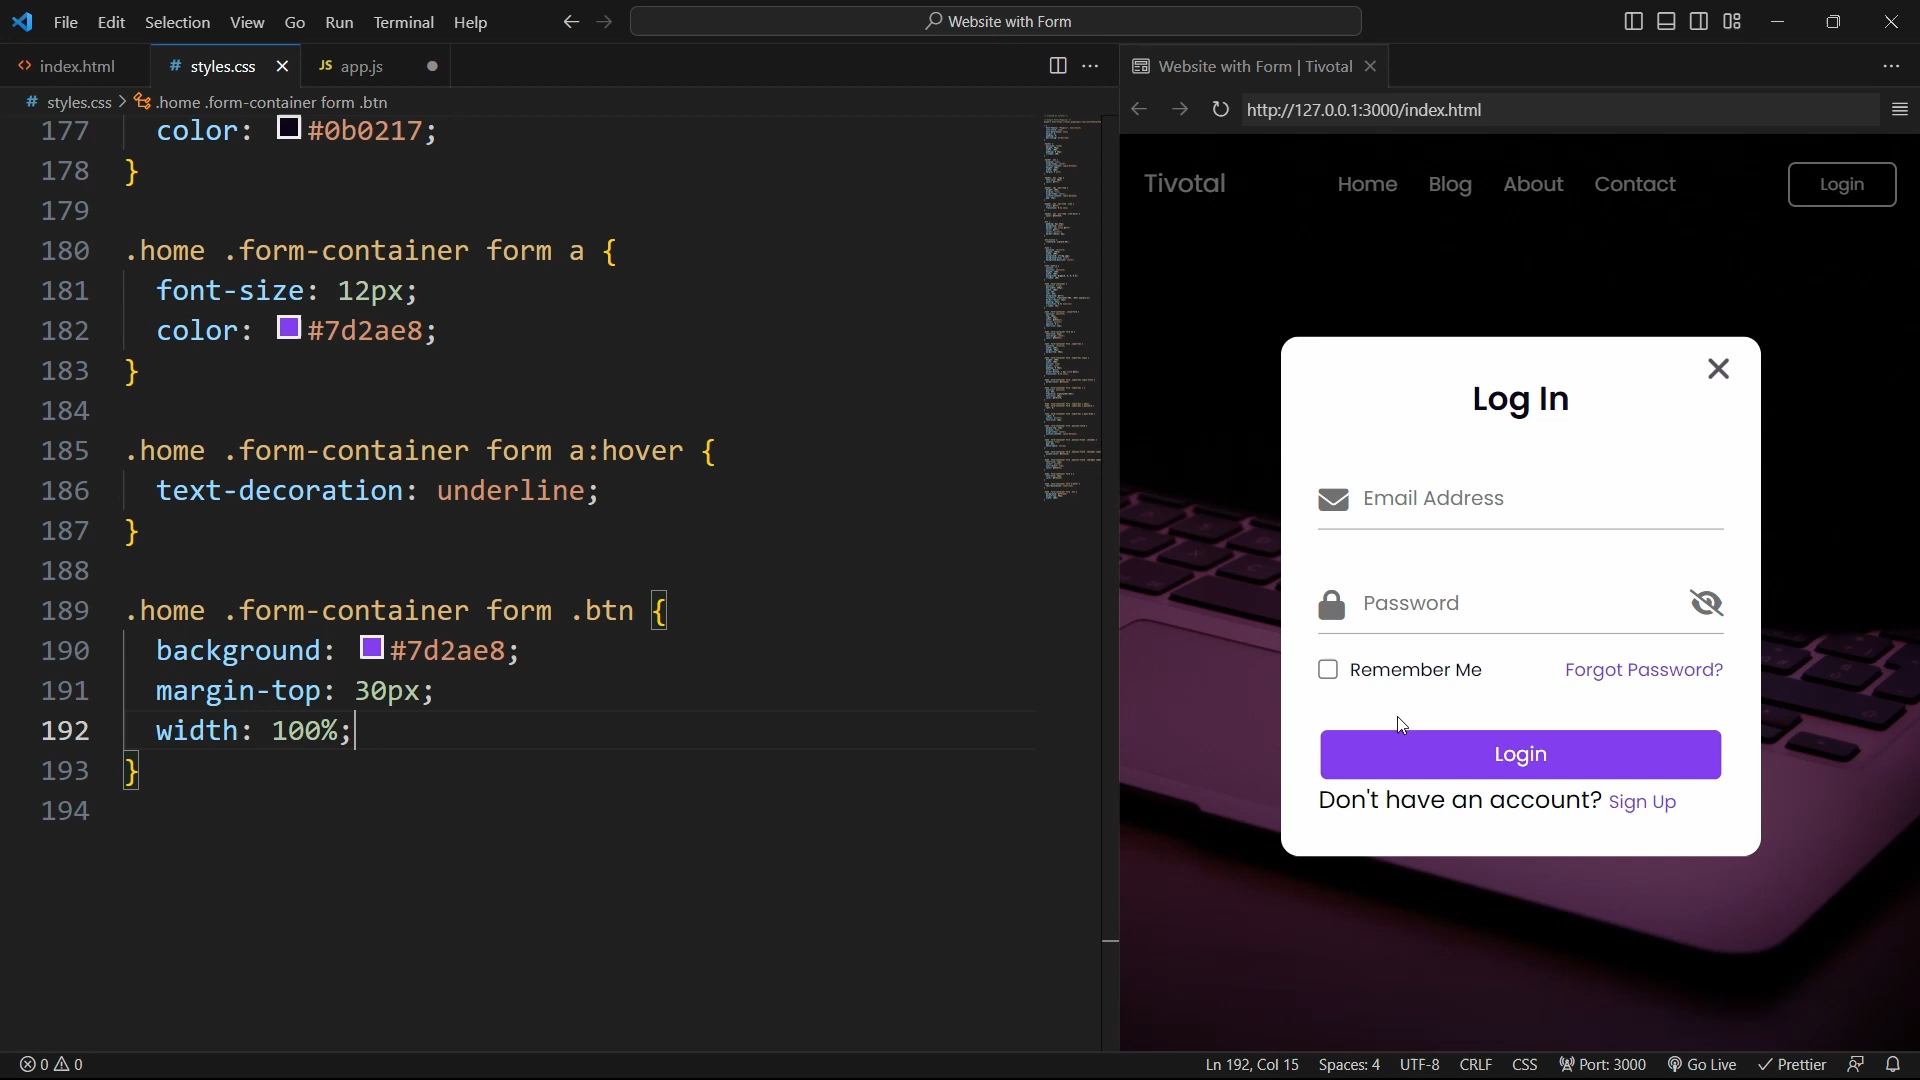 File Edit Selection View Go Run Terminal Help
Website with Form
index.html
# styles.css
JS app.js
Website with Form | Tivotal
# styles.css > .home .form-container form .btn
http://127.0.0.1:3000/index.html
177 color: #0b0217;
178 }
179
180 .home .form-container form a {
181 font-size: 12px;
182 color: #7d2ae8;
183 }
184
185 .home .form-container form a:hover {
186 text-decoration: underline;
187 }
188
189 .home .form-container form .btn {
190 background: #7d2ae8;
191 margin-top: 30px;
192 width: 100%;
193 }
194
Tivotal Home Blog About Contact Login
Log In
Email Address
Password
Remember Me Forgot Password?
Login
Don't have an account? Sign Up
0 0 Ln 192, Col 15 Spaces: 4 UTF-8 CRLF CSS Port: 3000 Go Live Prettier